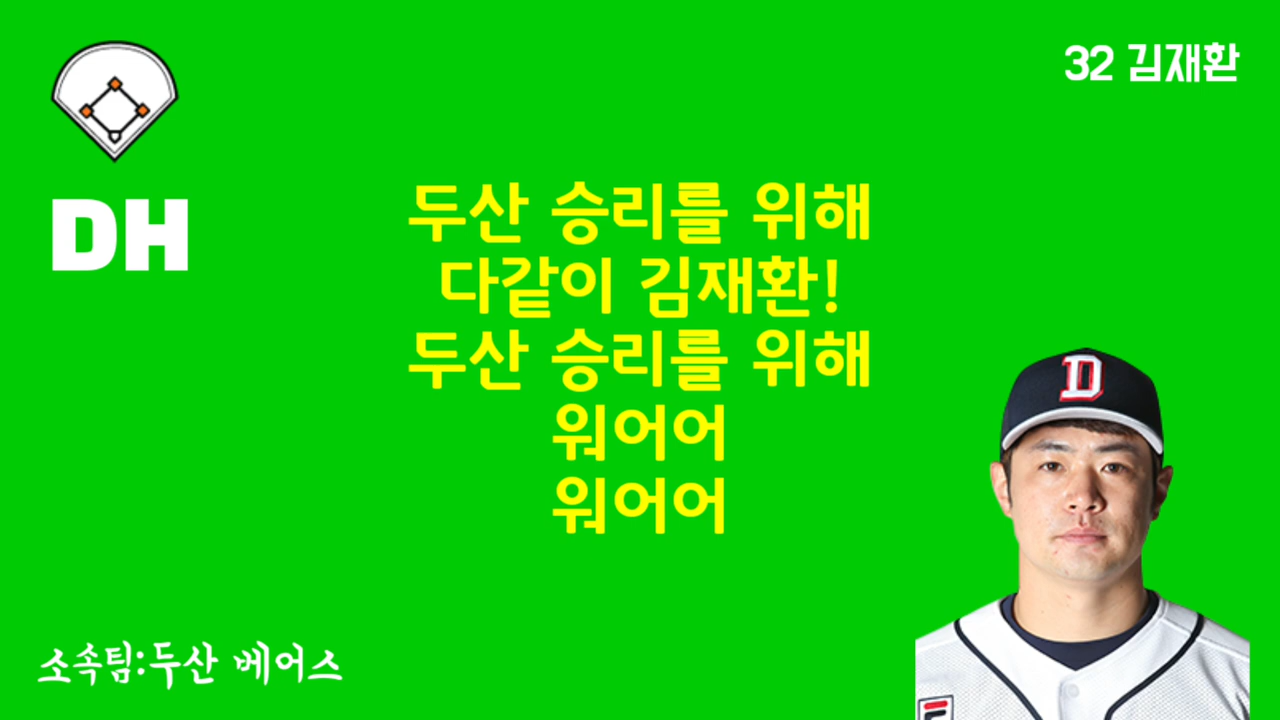 32 김재환
DH
두산 승리를 위해
다같이 김재환!
두산 승리를 위해
워어어
워어어
D
소속팀:두산 베어스